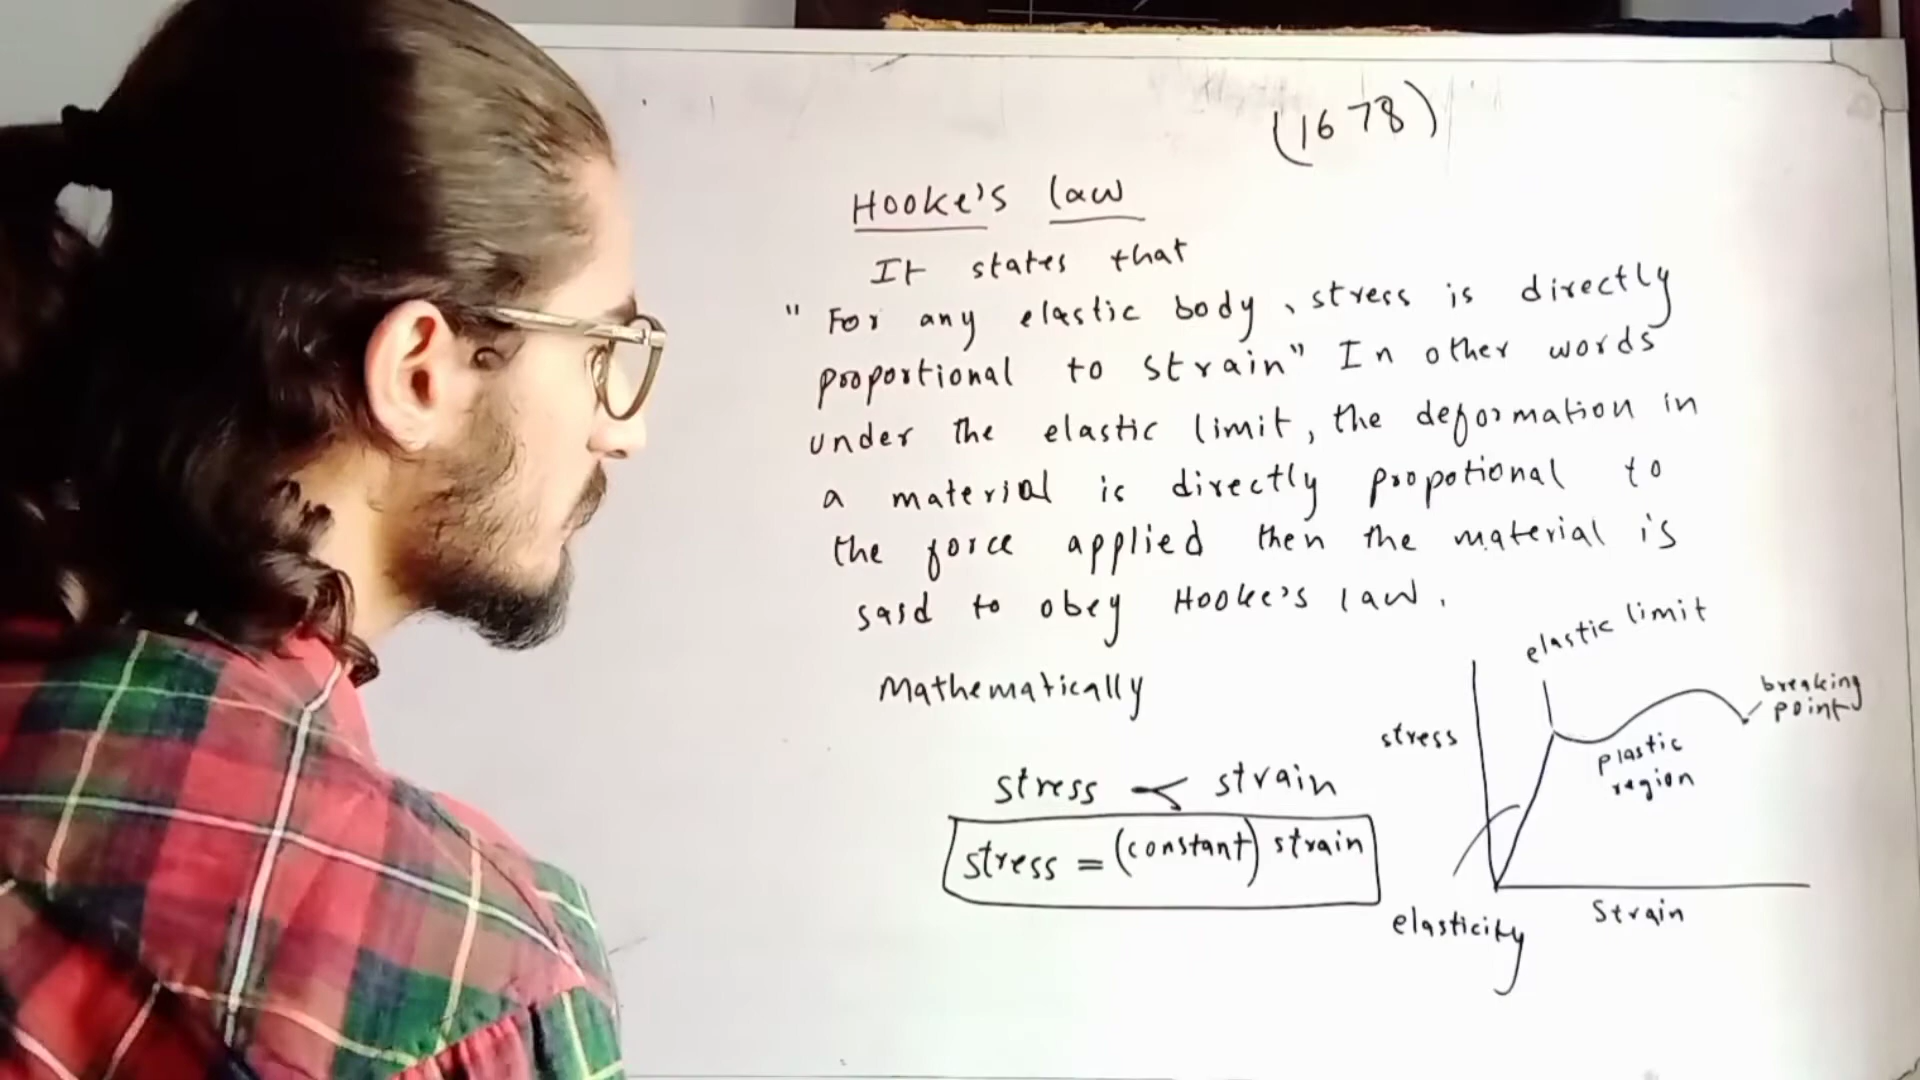 (1678)
Hooke's law
It states that
" For any elastic body, stress is directly
proportional to strain" In other words
under the elastic limit, the deformation in
a material is directly propotional to
the force applied then the material is
said to obey Hooke's law.
Mathematically
stress ∝ strain
stress = (constant) strain
elastic limit
breaking
point
stress
plastic
region
elasticity
Strain